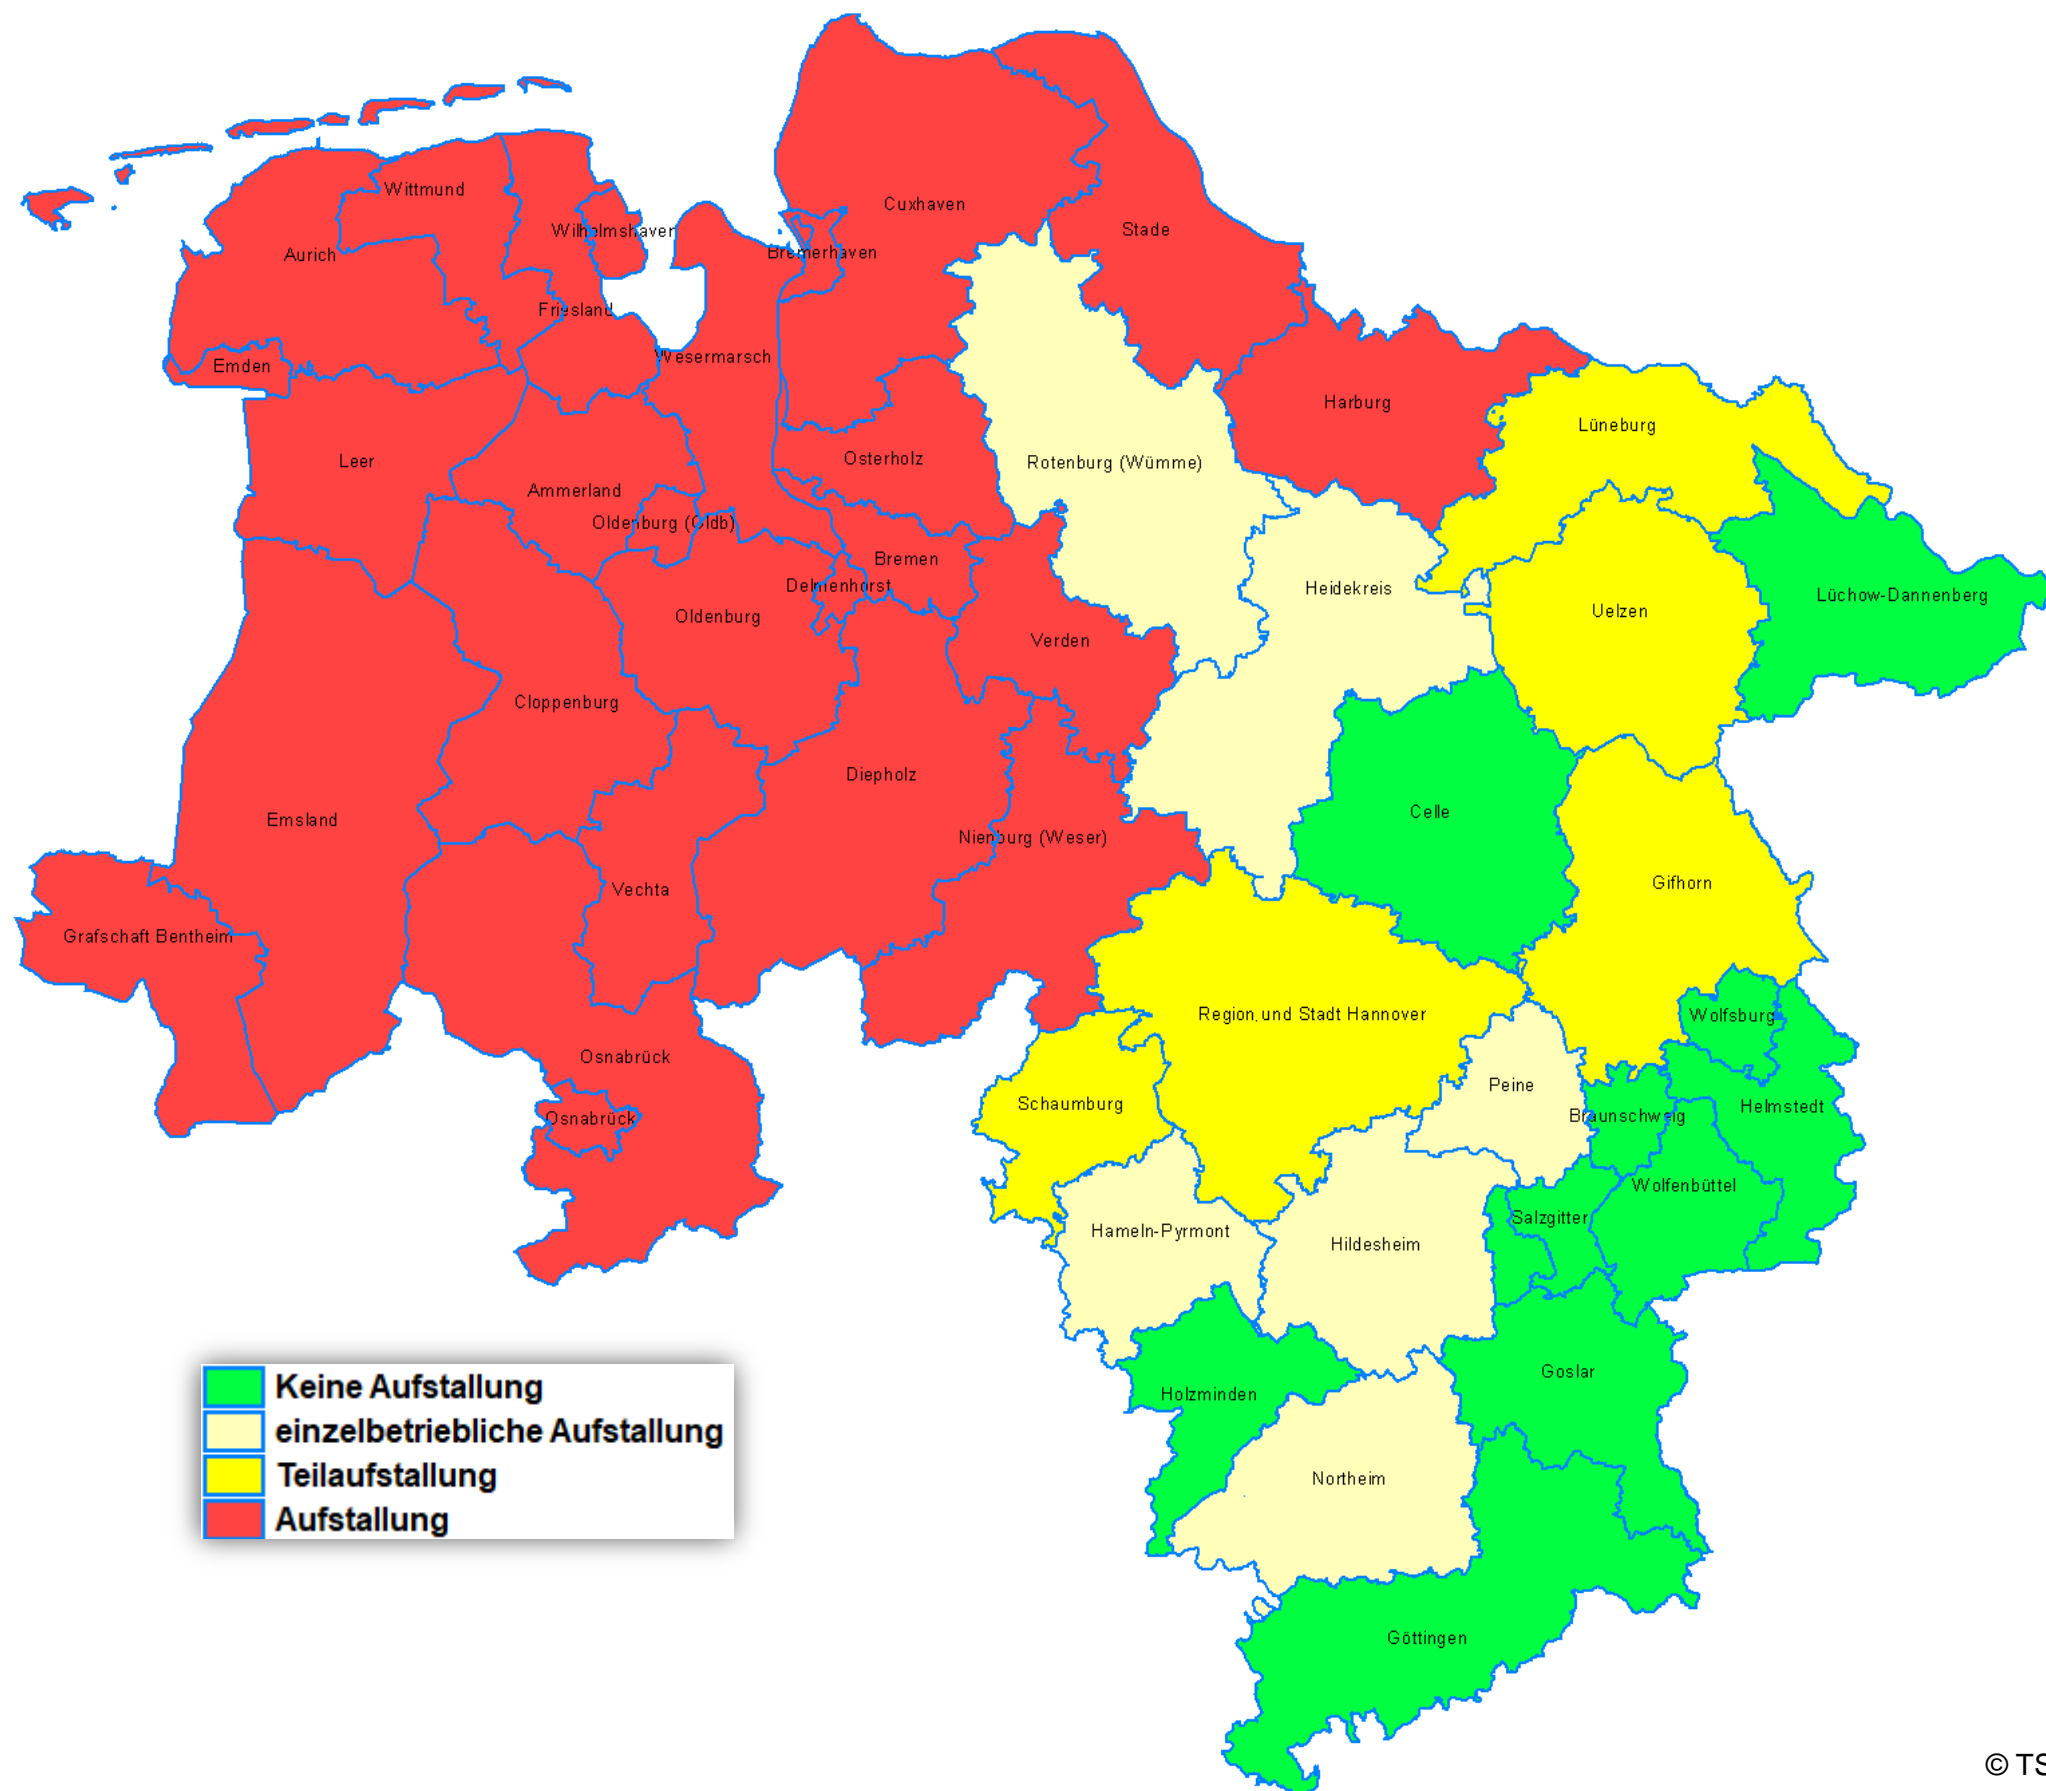 Wittmund
Cuxhaven
Stade
Wilhelmshaven
Aurich
Bremerhaven
Friesland
Wesermarsch
Emden
Harburg
Lüneburg
Leer
Osterholz
Rotenburg (Wümme)
Ammerland
Oldenburg (Oldb)
Bremen
Delmenhorst
Heidekreis
Lüchow-Dannenberg
Uelzen
Oldenburg
Verden
Cloppenburg
Diepholz
Celle
Emsland
Nienburg (Weser)
Gifhorn
Vechta
Grafschaft Bentheim
Region und Stadt Hannover
Wolfsburg
Osnabrück
Peine
Schaumburg
Helmstedt
Osnabrück
Braunschweig
Wolfenbüttel
Salzgitter
Hameln-Pyrmont
Hildesheim
Goslar
Holzminden
Northeim
Göttingen
Keine Aufstallung
einzelbetriebliche Aufstallung
Teilaufstallung
Aufstallung
© TS